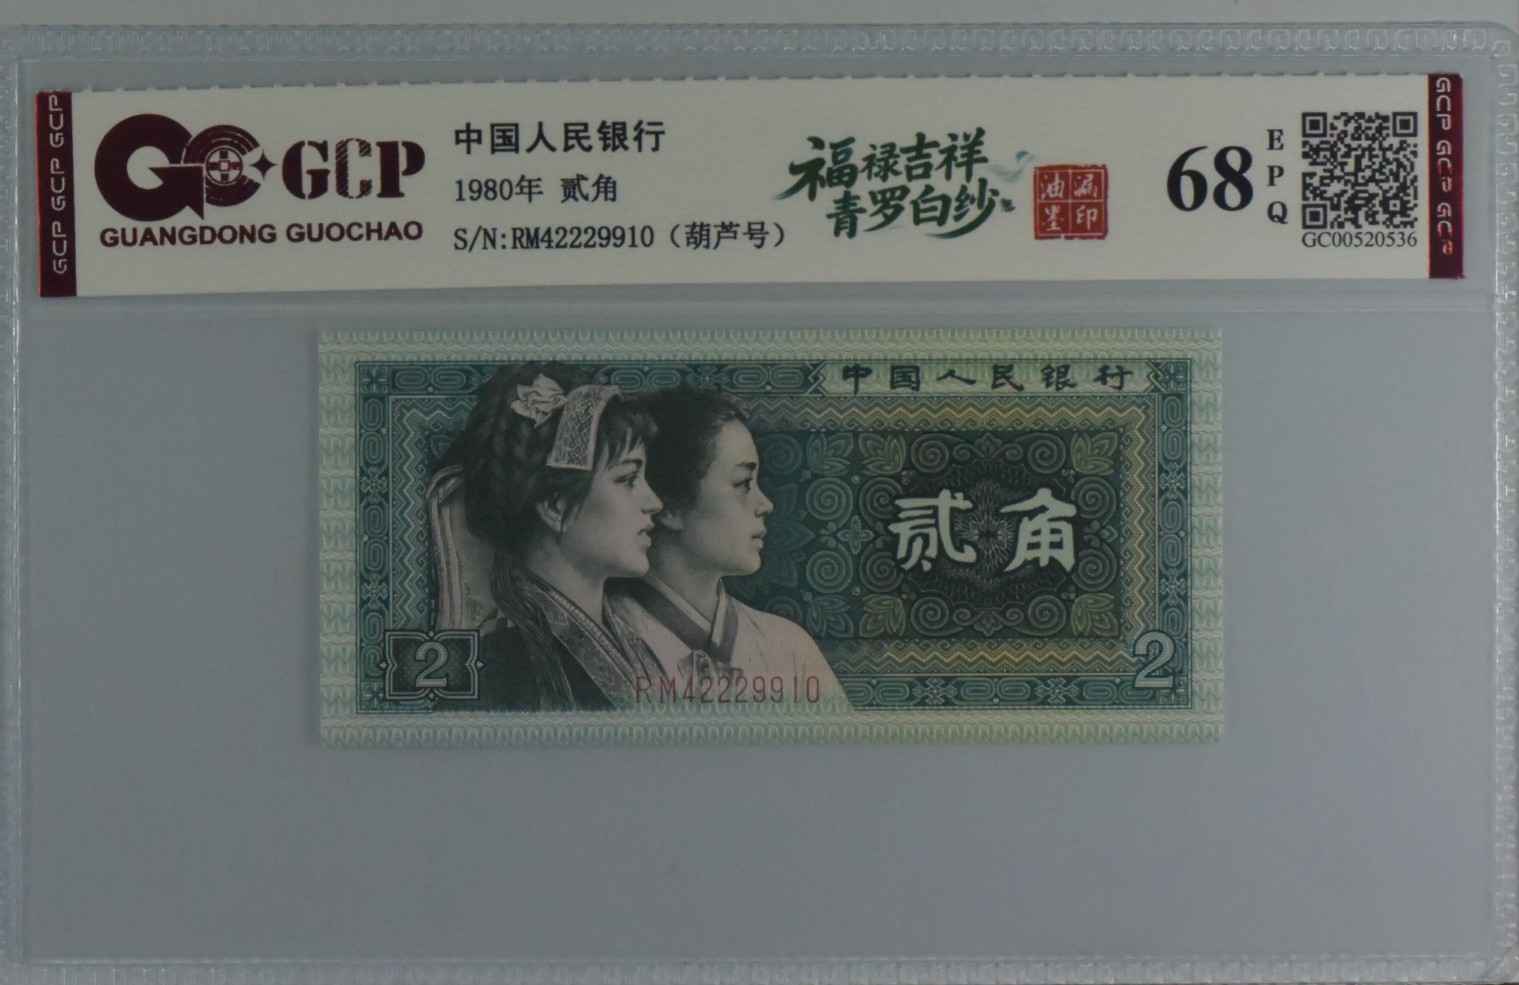 GCP GCP GCP
GCP
GUANGDONG GUOCHAO
中国人民银行
1980年 贰角
S/N:RM42229910（葫芦号）
福禄吉祥
青罗白纱
油漏
墨印
68
EPQ
GC00520536
GCP GCP GCP
中国人民银行
贰角
2
2
RM42229910